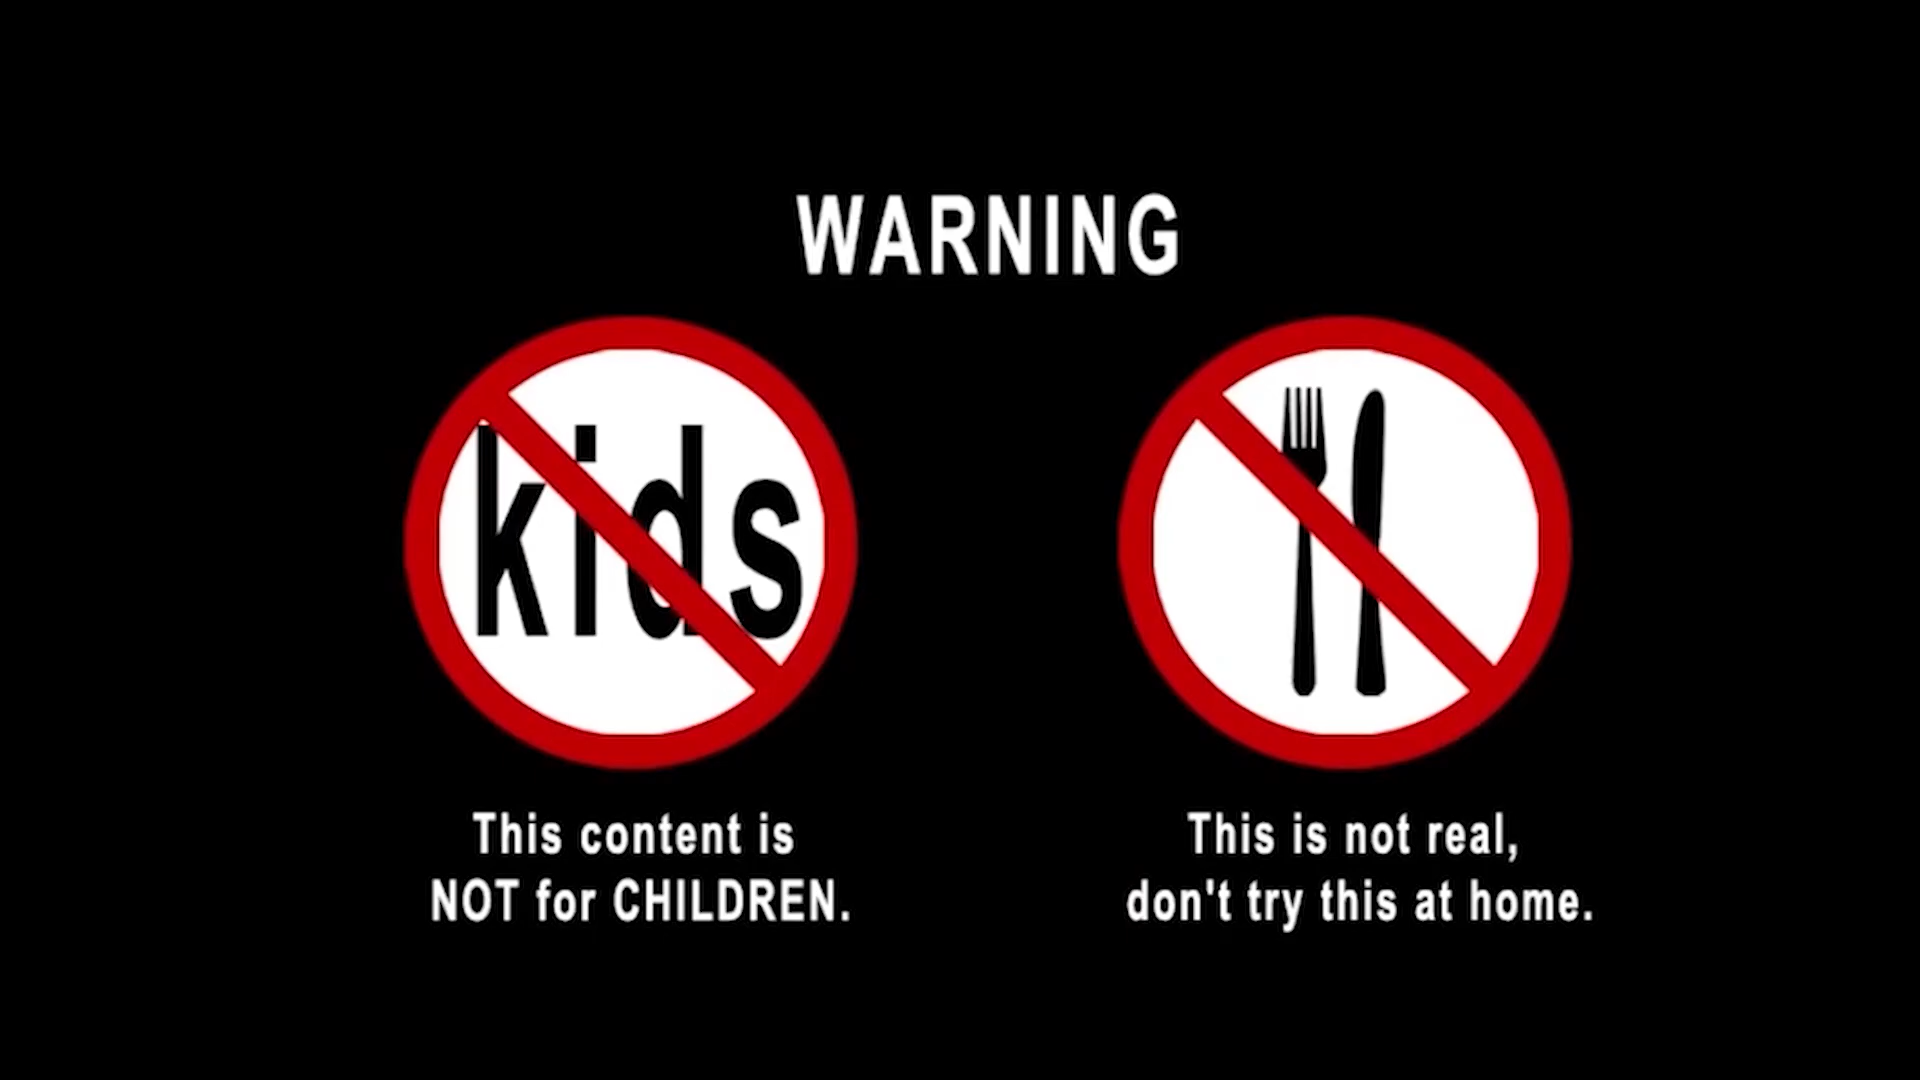 WARNING
kids
This content is
NOT for CHILDREN.
This is not real,
don't try this at home.